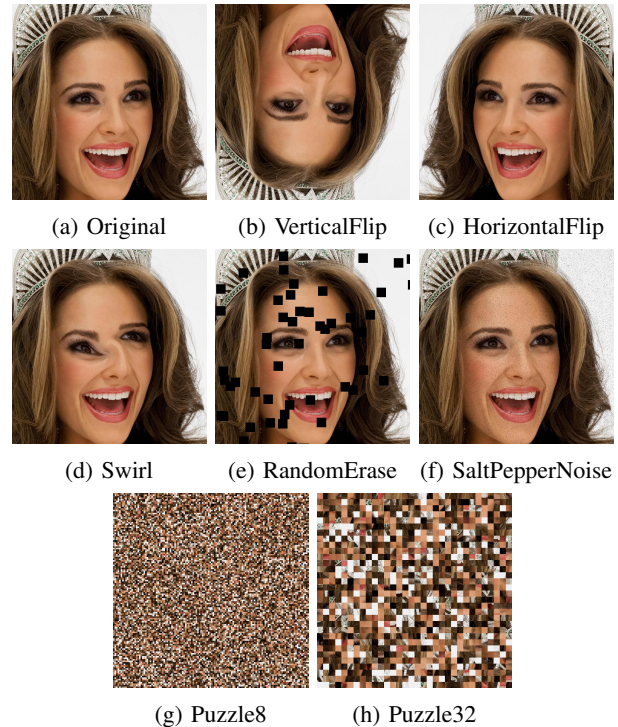 (a) Original (b) VerticalFlip (c) HorizontalFlip
(d) Swirl (e) RandomErase (f) SaltPepperNoise
(g) Puzzle8 (h) Puzzle32